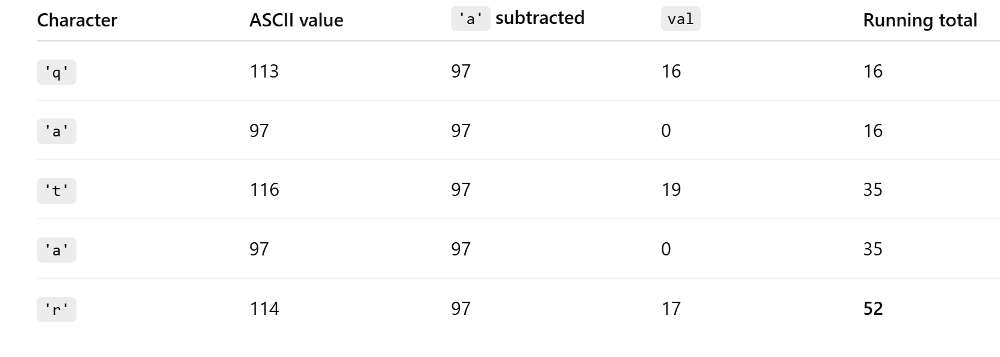 Character ASCII value 'a' subtracted val Running total
'q' 113 97 16 16
'a' 97 97 0 16
't' 116 97 19 35
'a' 97 97 0 35
'r' 114 97 17 52